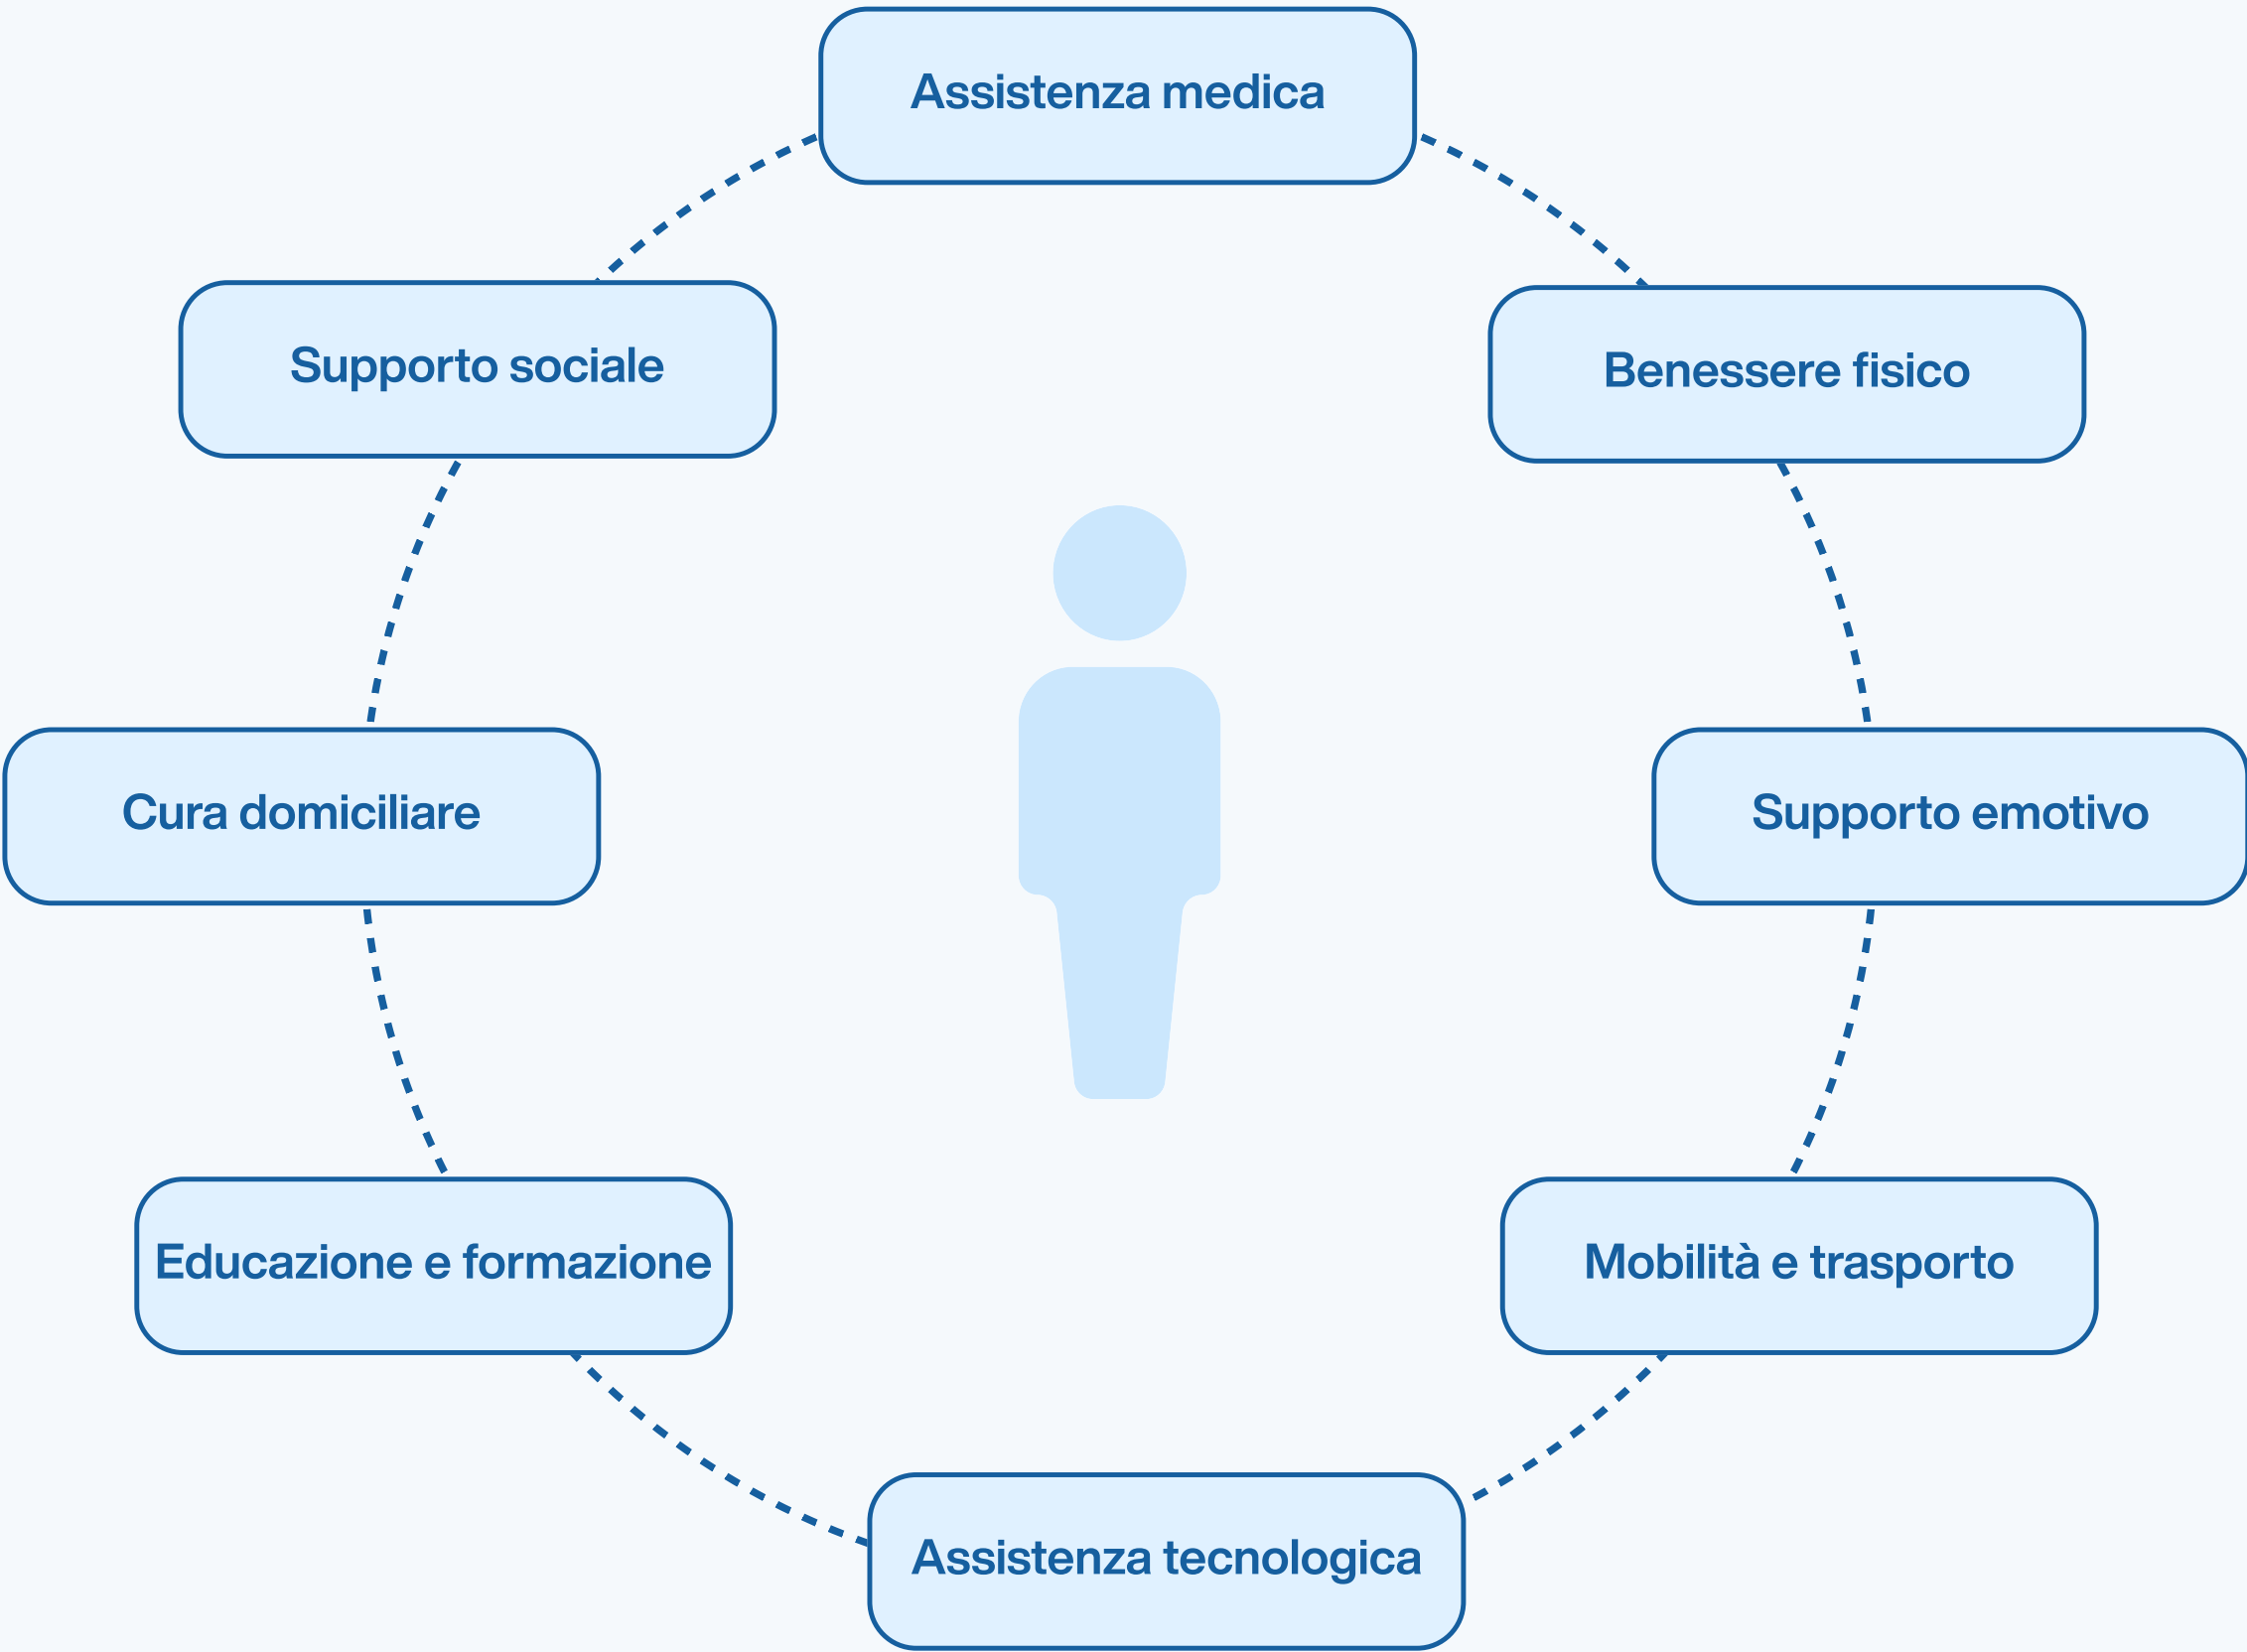 Assistenza medica
Supporto sociale
Benessere fisico
Cura domiciliare
Supporto emotivo
Educazione e formazione
Mobilità e trasporto
Assistenza tecnologica